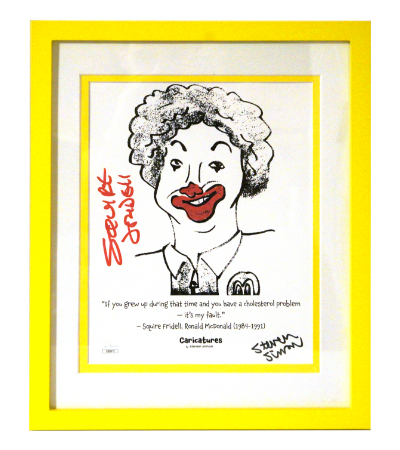 SQUIRE
FRIDELL
"If you grew up during that time and you have a cholesterol problem
— it's my fault."
– Squire Fridell, Ronald McDonald (1984-1991)
Caricatures
Steven